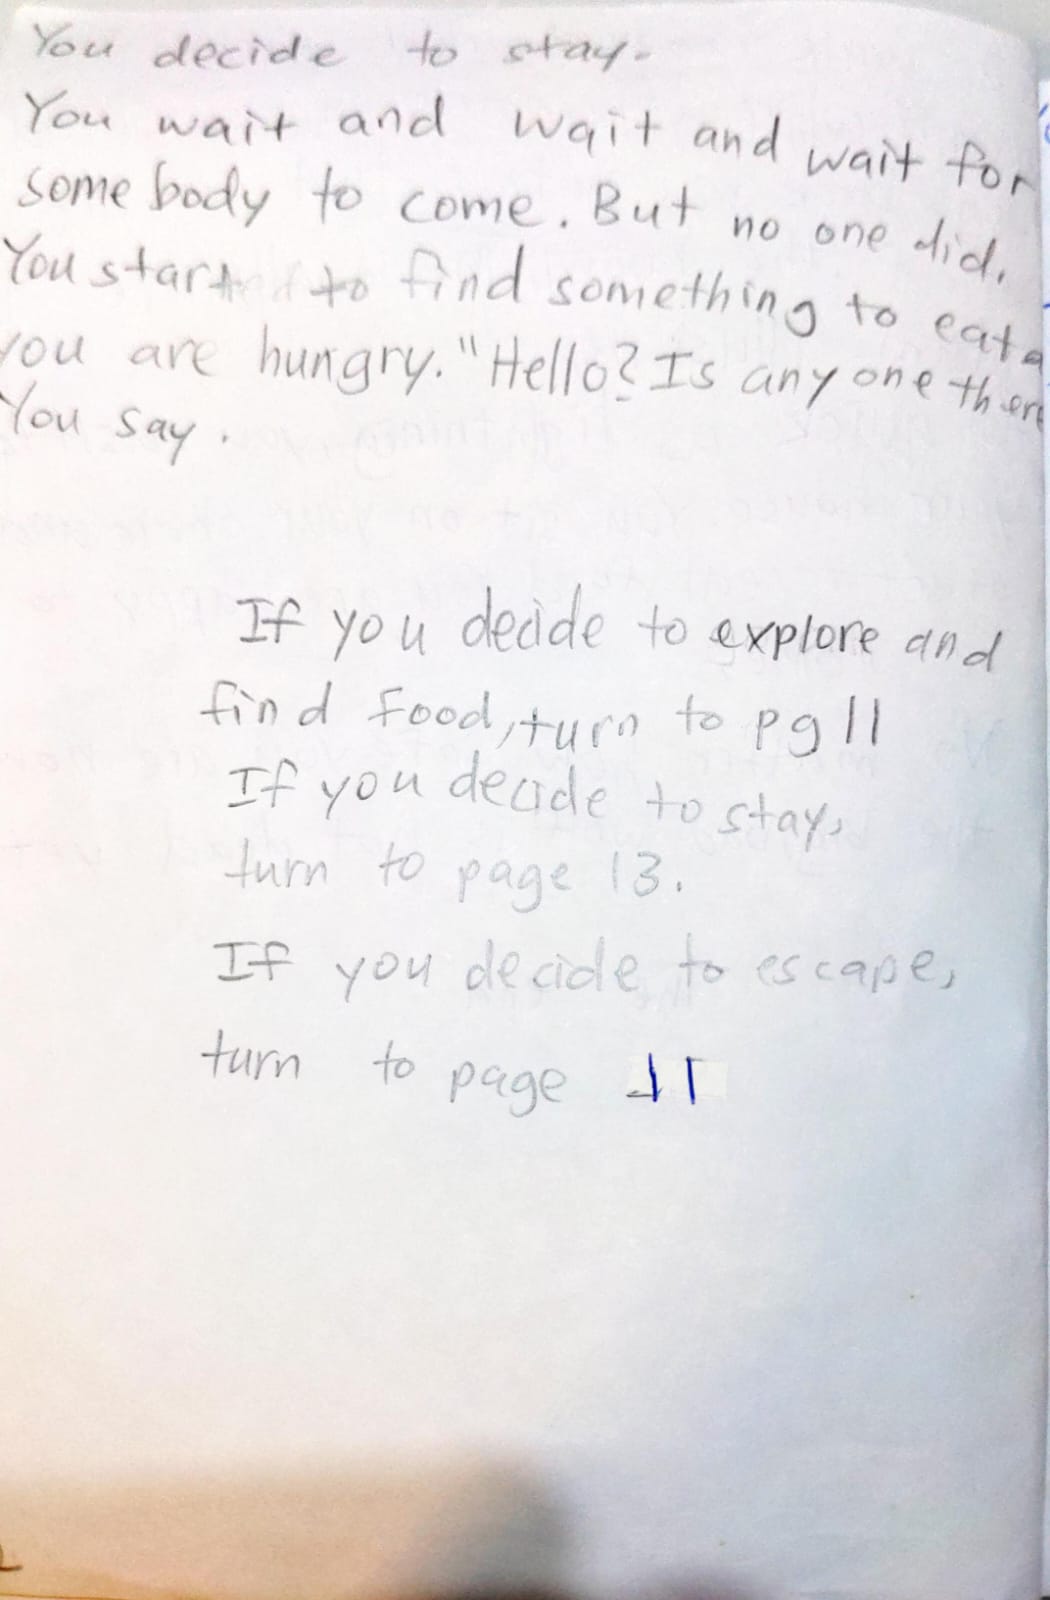 You decide to stay.
You wait and wait and wait for
some body to come. But no one did.
You start to find something to eat
you are hungry. "Hello? Is any one there
You say.
If you decide to explore and
find food, turn to pg 11
If you decide to stay,
turn to page 13.
If you decide to escape,
turn to page